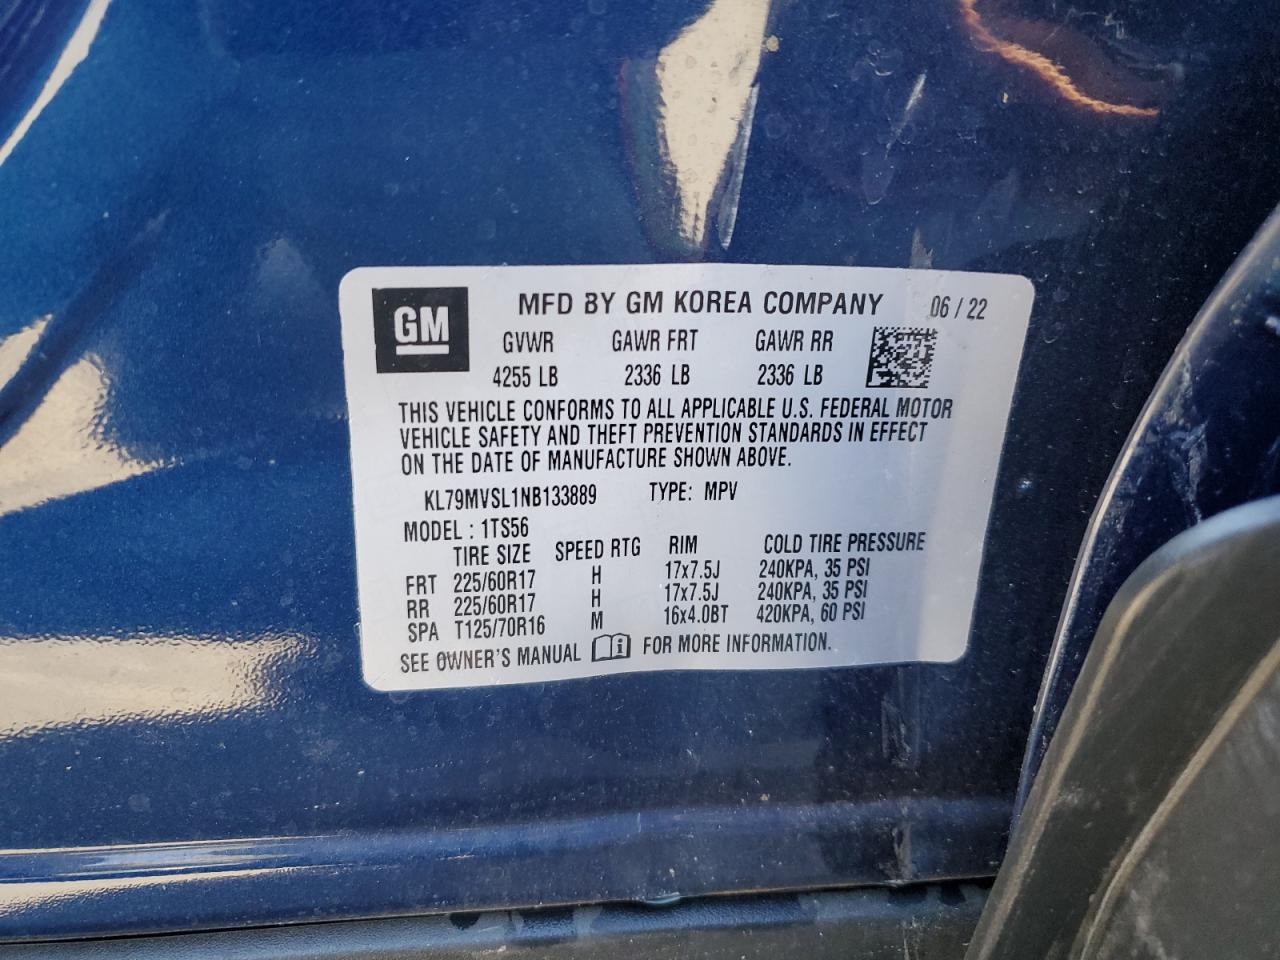 GM
MFD BY GM KOREA COMPANY 06 / 22
GVWR GAWR FRT GAWR RR
4255 LB 2336 LB 2336 LB
THIS VEHICLE CONFORMS TO ALL APPLICABLE U.S. FEDERAL MOTOR
VEHICLE SAFETY AND THEFT PREVENTION STANDARDS IN EFFECT
ON THE DATE OF MANUFACTURE SHOWN ABOVE.
KL79MVSL1NB133889 TYPE: MPV
MODEL : 1TS56
TIRE SIZE SPEED RTG RIM COLD TIRE PRESSURE
FRT 225/60R17 H 17x7.5J 240KPA, 35 PSI
RR 225/60R17 H 17x7.5J 240KPA, 35 PSI
SPA T125/70R16 M 16x4.0BT 420KPA, 60 PSI
SEE OWNER'S MANUAL FOR MORE INFORMATION.